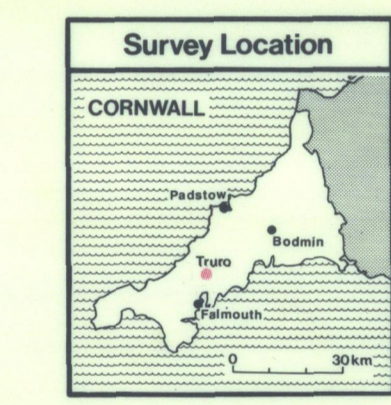 Survey Location
CORNWALL
Padstow
Bodmin
Truro
Falmouth
0 30km